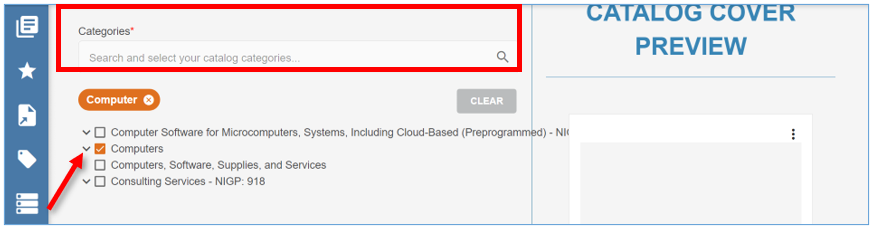 Categories*
Search and select your catalog categories...
Computer
CLEAR
Computer Software for Microcomputers, Systems, Including Cloud-Based (Preprogrammed) - NIG
Computers
Computers, Software, Supplies, and Services
Consulting Services - NIGP: 918
CATALOG COVER
PREVIEW